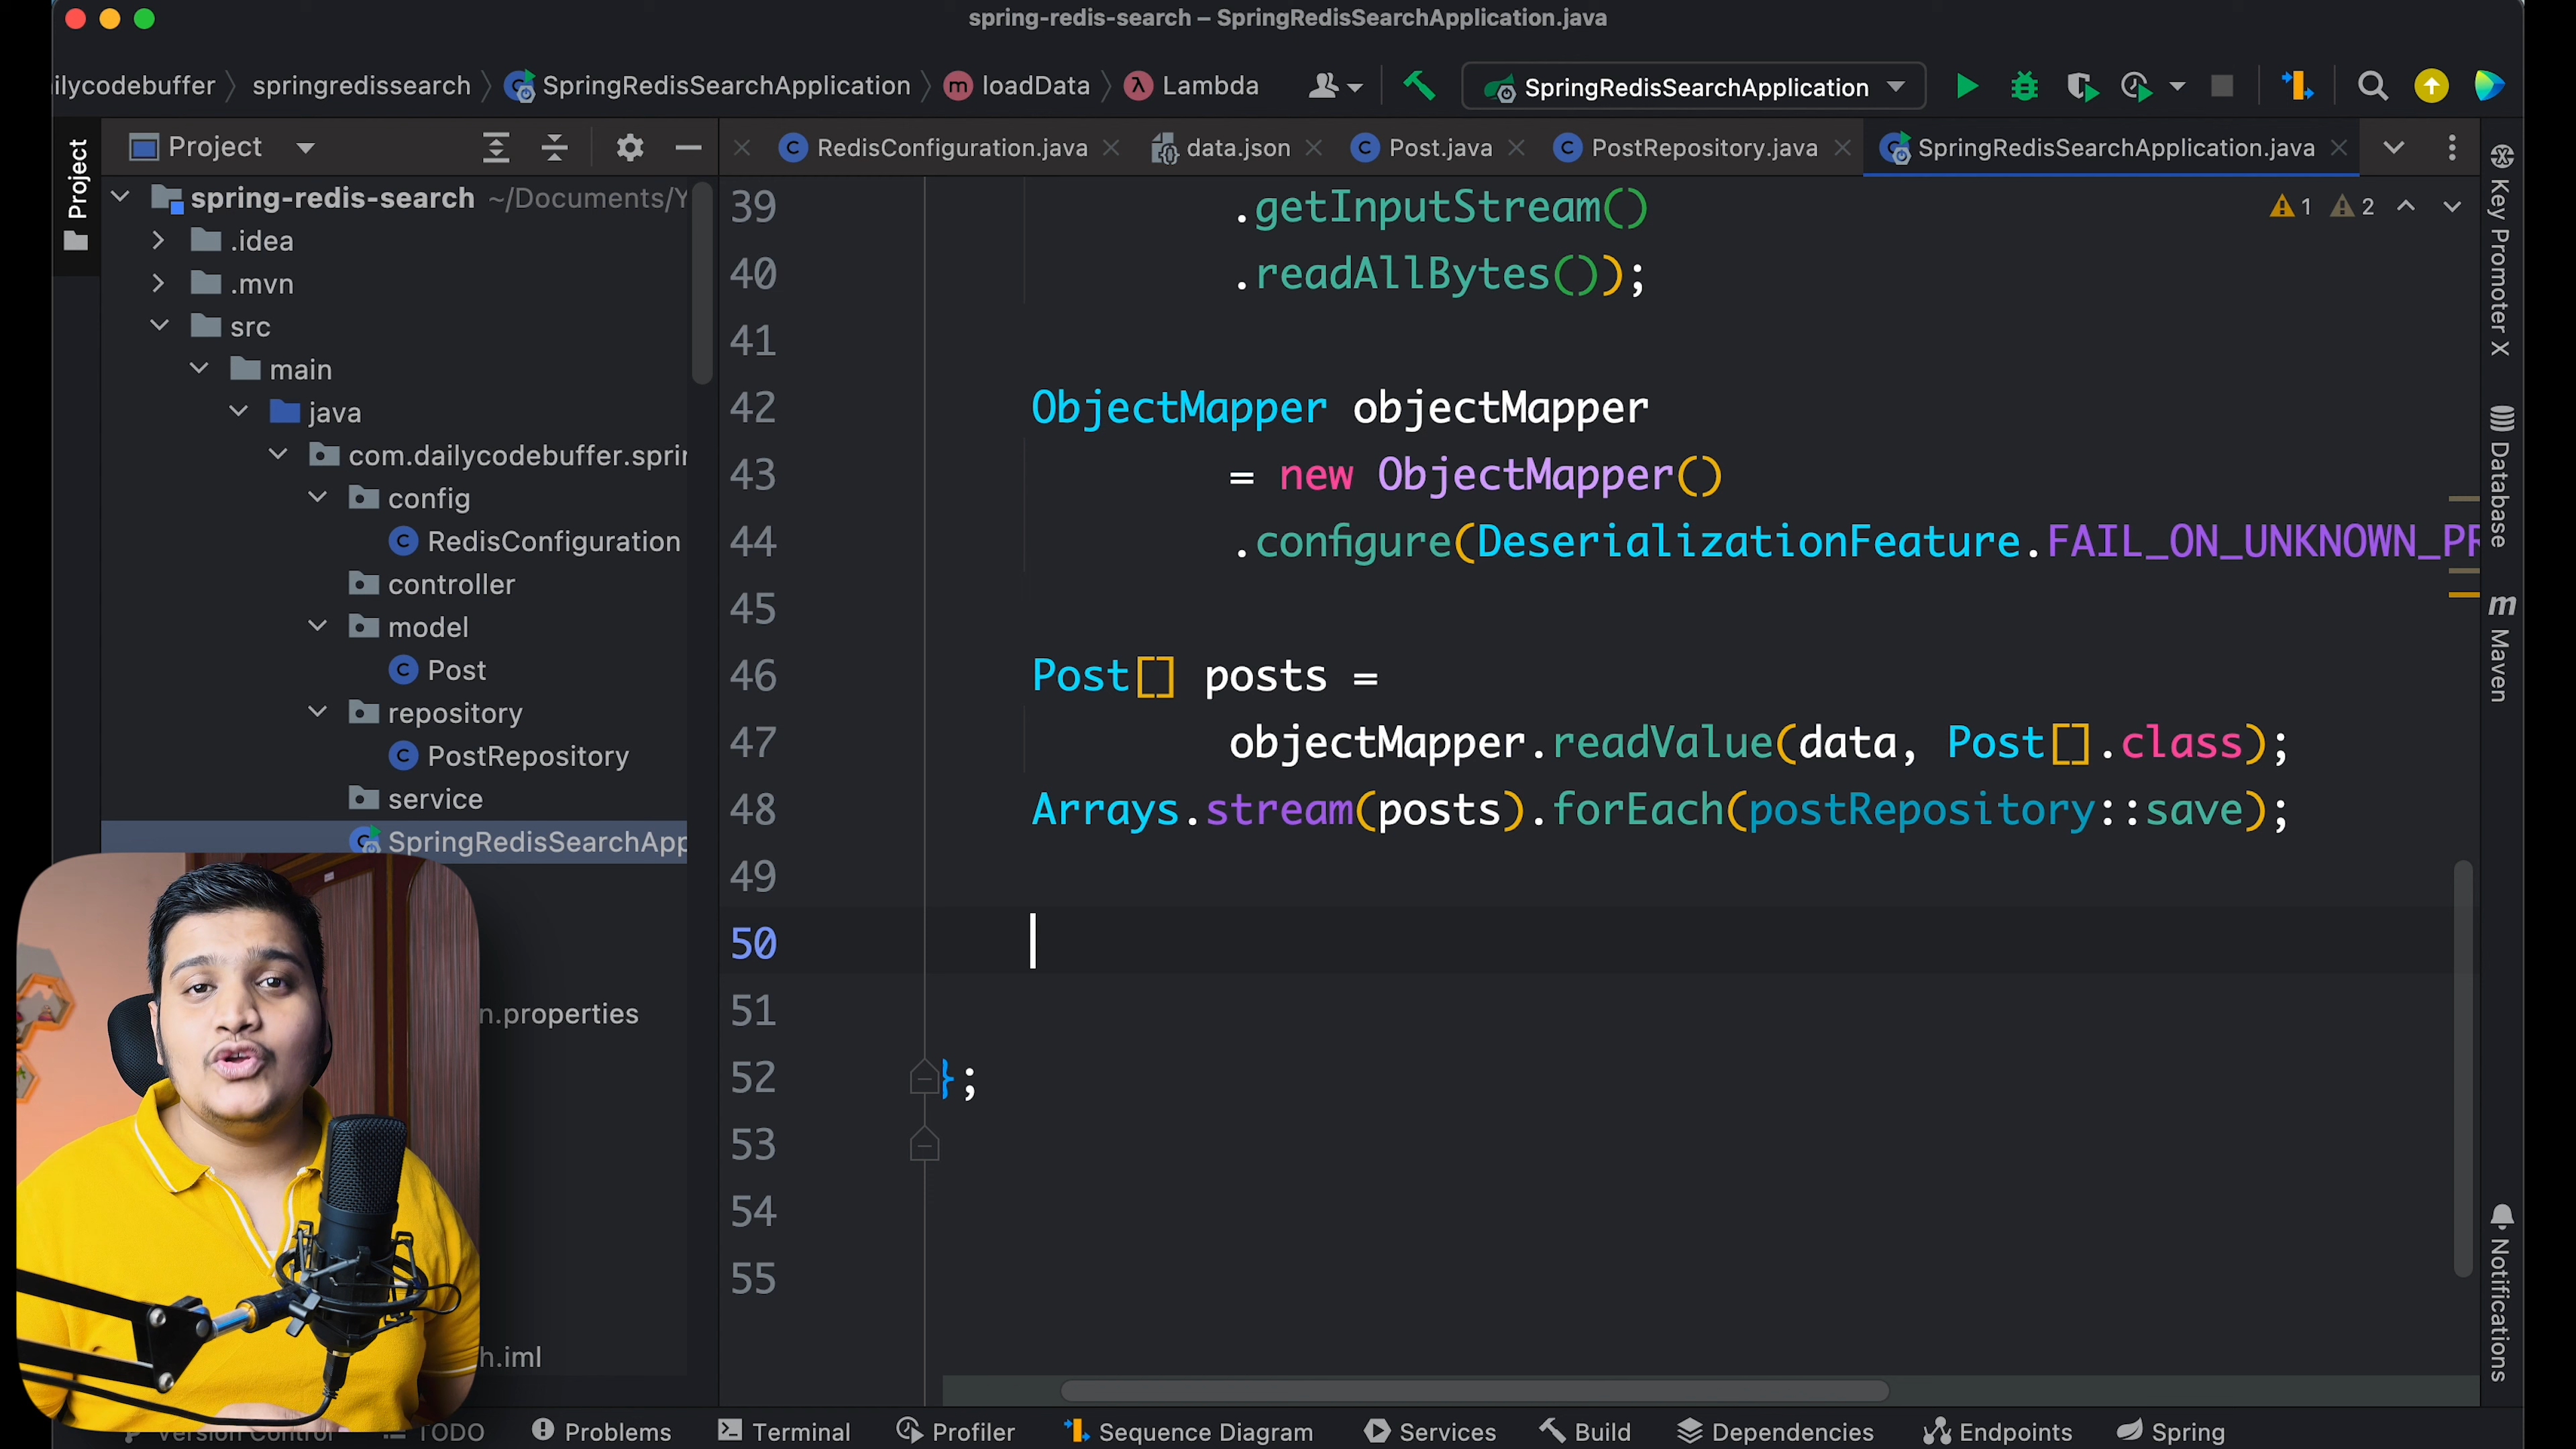 spring-redis-search – SpringRedisSearchApplication.java
ilycodebuffer springredissearch SpringRedisSearchApplication m loadData λ Lambda SpringRedisSearchApplication
Project
Project
RedisConfiguration.java data.json Post.java PostRepository.java SpringRedisSearchApplication.java
spring-redis-search ~/Documents/Y
.idea
.mvn
src
main
java
com.dailycodebuffer.sprin
config
C RedisConfiguration
controller
model
C Post
repository
C PostRepository
service
SpringRedisSearchApp
n.properties
h.iml
1 2
39 .getInputStream()
40 .readAllBytes());
41
42 ObjectMapper objectMapper
43 = new ObjectMapper()
44 .configure(DeserializationFeature.FAIL_ON_UNKNOWN_PR
45
46 Post[] posts =
47 objectMapper.readValue(data, Post[].class);
48 Arrays.stream(posts).forEach(postRepository::save);
49
50
51
52 };
53
54
55
Key Promoter X
Database
m Maven
Notifications
Version Control TODO Problems Terminal Profiler Sequence Diagram Services Build Dependencies Endpoints Spring